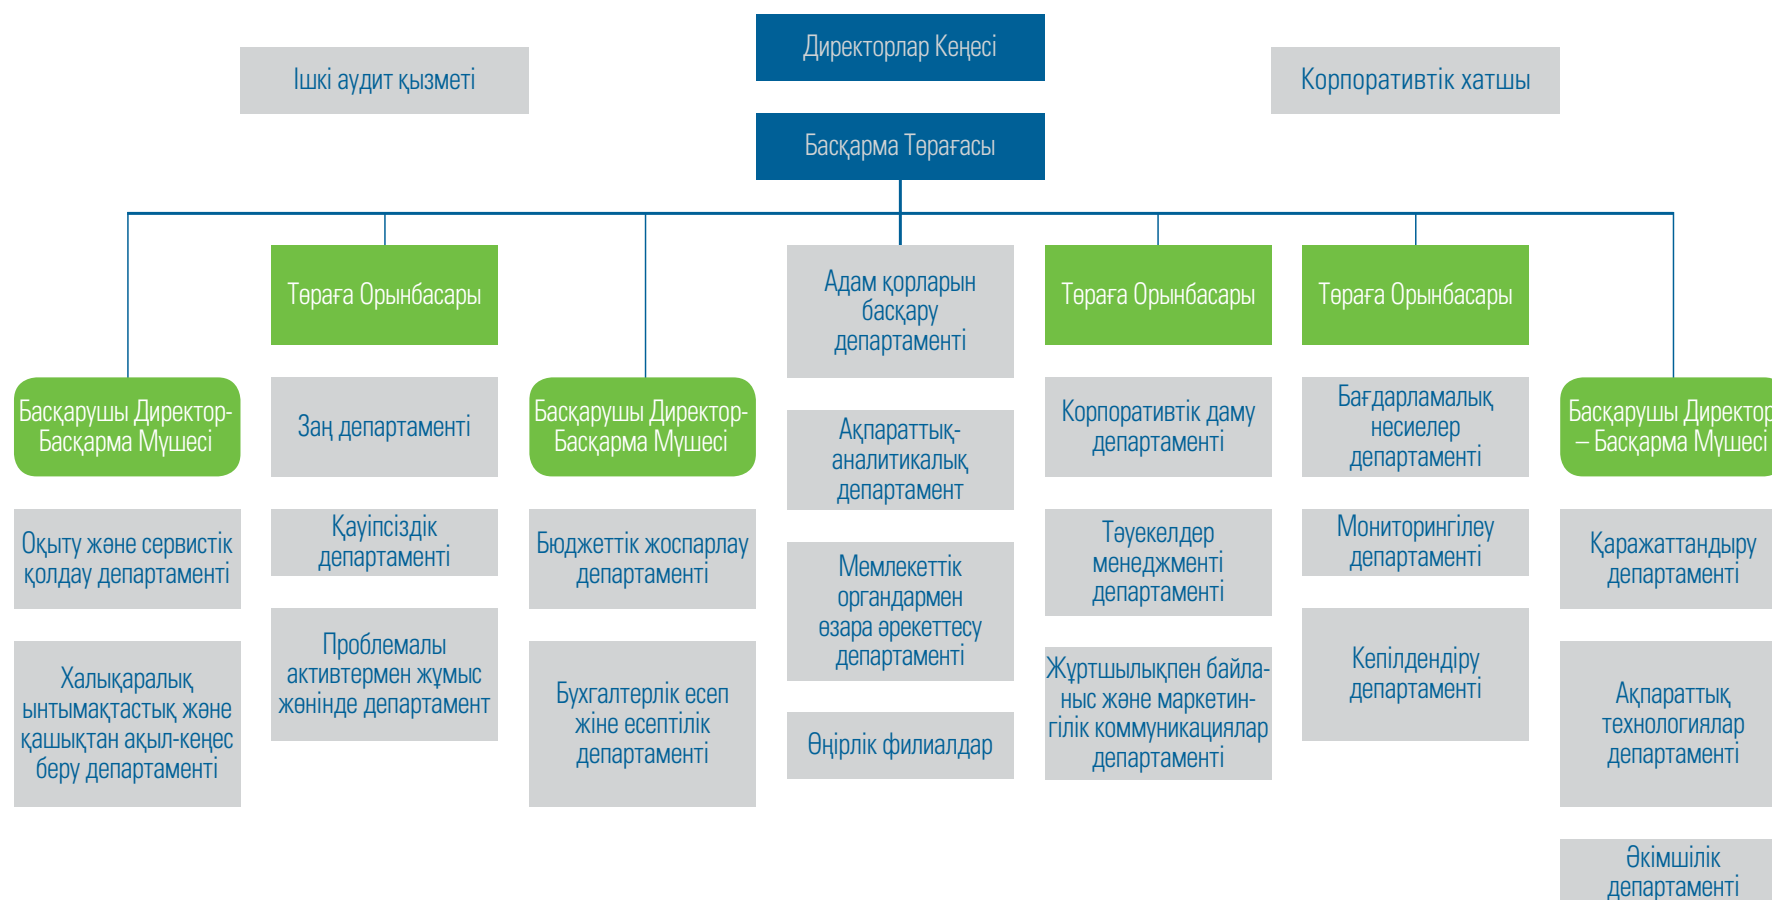 Директорлар Кеңесі
Ішкі аудит қызметі
Корпоративтік хатшы
Басқарма Төрағасы
Басқарушы Директор-
Басқарма Мүшесі
Оқыту және сервистік
қолдау департаменті
Халықаралық
ынтымақтастық және
қашықтан ақыл-кеңес
беру департаменті
Төраға Орынбасары
Заң департаменті
Қауіпсіздік
департаменті
Проблемалы
активтермен жұмыс
жөнінде департамент
Басқарушы Директор-
Басқарма Мүшесі
Бюджеттік жоспарлау
департаменті
Бухгалтерлік есеп
жіне есептілік
департаменті
Адам қорларын
басқару
департаменті
Ақпараттық-
аналитикалық
департамент
Мемлекеттік
органдармен
өзара әрекеттесу
департаменті
Өңірлік филиалдар
Төраға Орынбасары
Корпоративтік даму
департаменті
Тәуекелдер
менеджменті
департаменті
Жұртшылықпен байла-
ныс және маркетин-
гілік коммуникациялар
департаменті
Төраға Орынбасары
Бағдарламалық
несиелер
департаменті
Мониторингілеу
департаменті
Кепілдендіру
департаменті
Басқарушы Директор
– Басқарма Мүшесі
Қаражаттандыру
департаменті
Ақпараттық
технологиялар
департаменті
Әкімшілік
департаменті